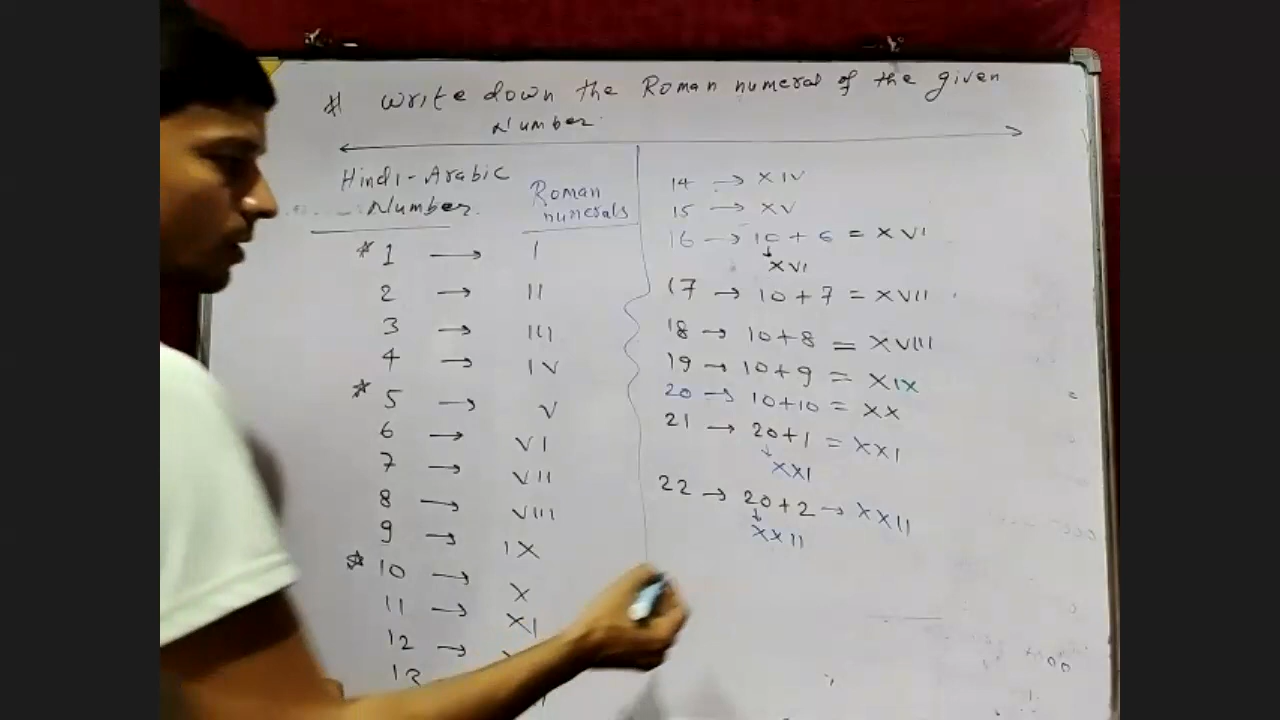 * Write down the Roman numeral of the given
Number.
Hindi-Arabic
Number.
Roman
numerals
* 1 → I
2 → II
3 → III
4 → IV
* 5 → V
6 → VI
7 → VII
8 → VIII
9 → IX
* 10 → X
11 → XI
12 →
13
14 → XIV
15 → XV
16 → 10 + 6 = XVI
↓
XVI
17 → 10 + 7 = XVII
18 → 10+8 = XVIII
19 → 10+9 = XIX
20 → 10+10 = XX
21 → 20+1 = XXI
↓
XXI
22 → 20+2 → XXII
↓
XXII